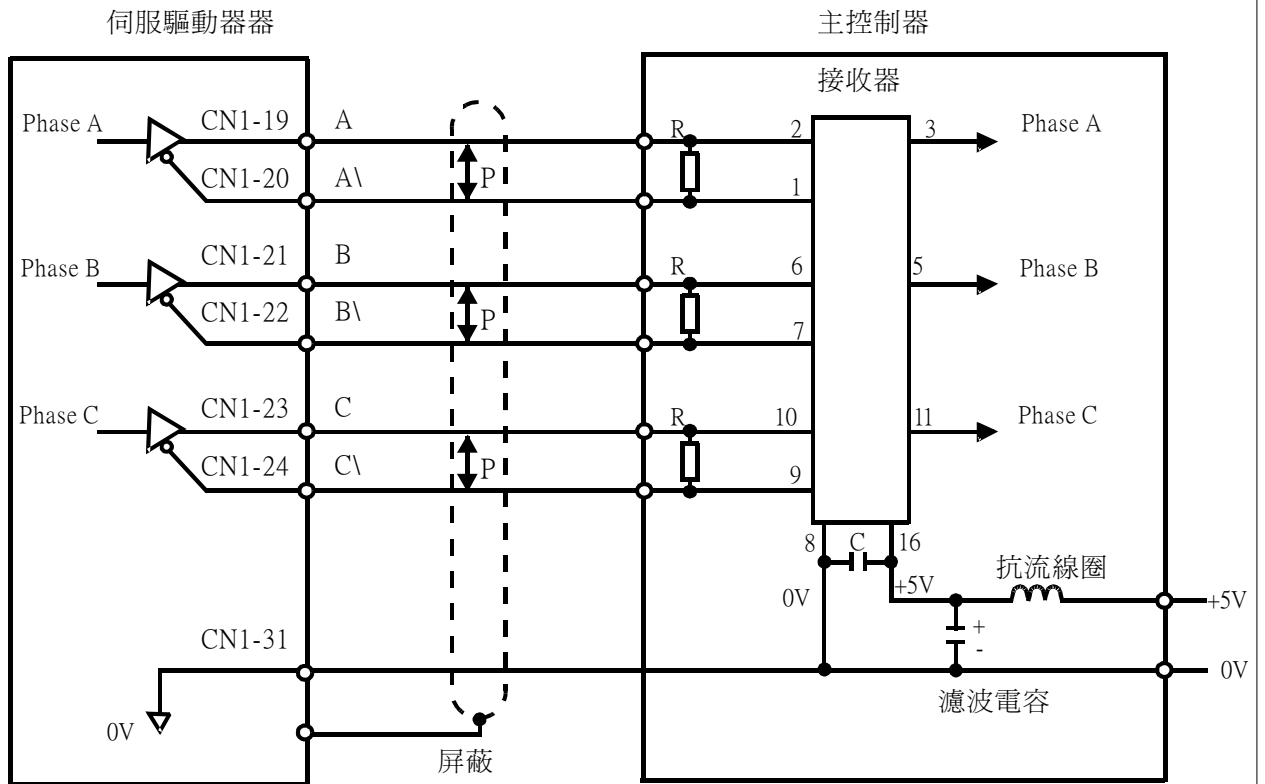 伺服驅動器器
主控制器
接收器
Phase A
CN1-19
A
R
2
3
Phase A
CN1-20
A\
P
1
Phase B
CN1-21
B
R
6
5
Phase B
CN1-22
B\
P
7
Phase C
CN1-23
C
R
10
11
Phase C
CN1-24
C\
P
9
8
C
16
抗流線圈
0V
+5V
+5V
CN1-31
+
-
0V
0V
濾波電容
屏蔽